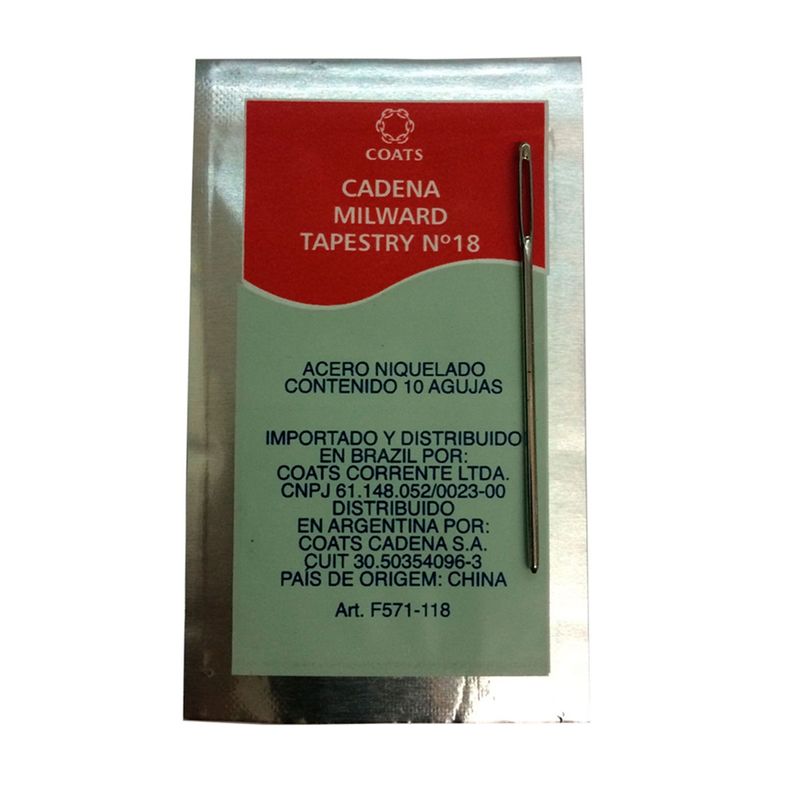 COATS
CADENA
MILWARD
TAPESTRY Nº18
ACERO NIQUELADO
CONTENIDO 10 AGUJAS
IMPORTADO Y DISTRIBUIDO
EN BRAZIL POR:
COATS CORRENTE LTDA.
CNPJ 61.148.052/0023-00
DISTRIBUIDO
EN ARGENTINA POR:
COATS CADENA S.A.
CUIT 30.50354096-3
PAÍS DE ORIGEM: CHINA
Art. F571-118